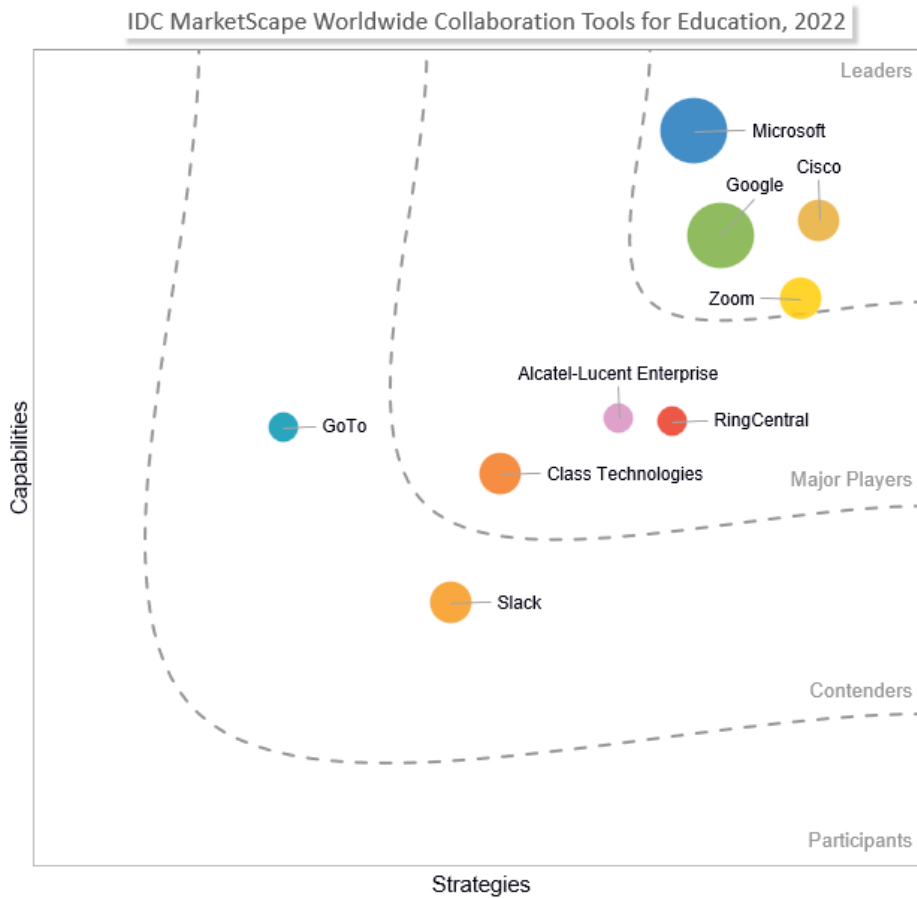 IDC MarketScape Worldwide Collaboration Tools for Education, 2022
Leaders
Microsoft
Cisco
Google
Zoom
Alcatel-Lucent Enterprise
RingCentral
GoTo
Class Technologies
Major Players
Capabilities
Slack
Contenders
Participants
Strategies